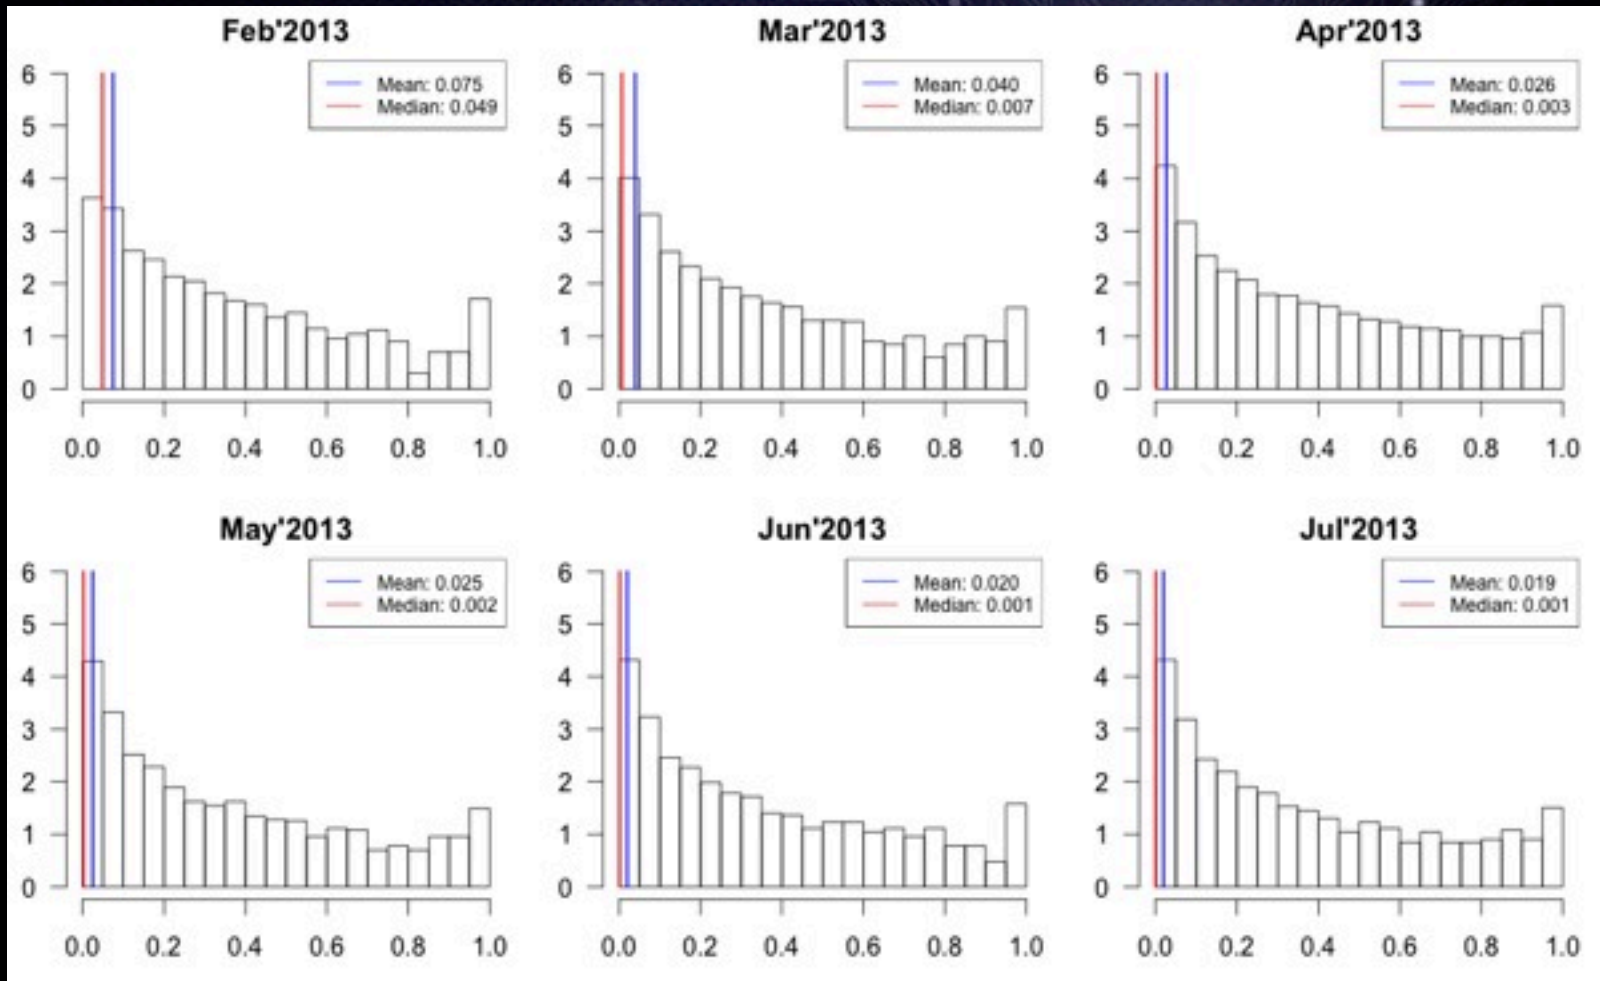 Feb'2013
Mean: 0.075
Median: 0.049
6
5
4
3
2
1
0
0.0 0.2 0.4 0.6 0.8 1.0
Mar'2013
Mean: 0.040
Median: 0.007
6
5
4
3
2
1
0
0.0 0.2 0.4 0.6 0.8 1.0
Apr'2013
Mean: 0.026
Median: 0.003
6
5
4
3
2
1
0
0.0 0.2 0.4 0.6 0.8 1.0
May'2013
Mean: 0.025
Median: 0.002
6
5
4
3
2
1
0
0.0 0.2 0.4 0.6 0.8 1.0
Jun'2013
Mean: 0.020
Median: 0.001
6
5
4
3
2
1
0
0.0 0.2 0.4 0.6 0.8 1.0
Jul'2013
Mean: 0.019
Median: 0.001
6
5
4
3
2
1
0
0.0 0.2 0.4 0.6 0.8 1.0